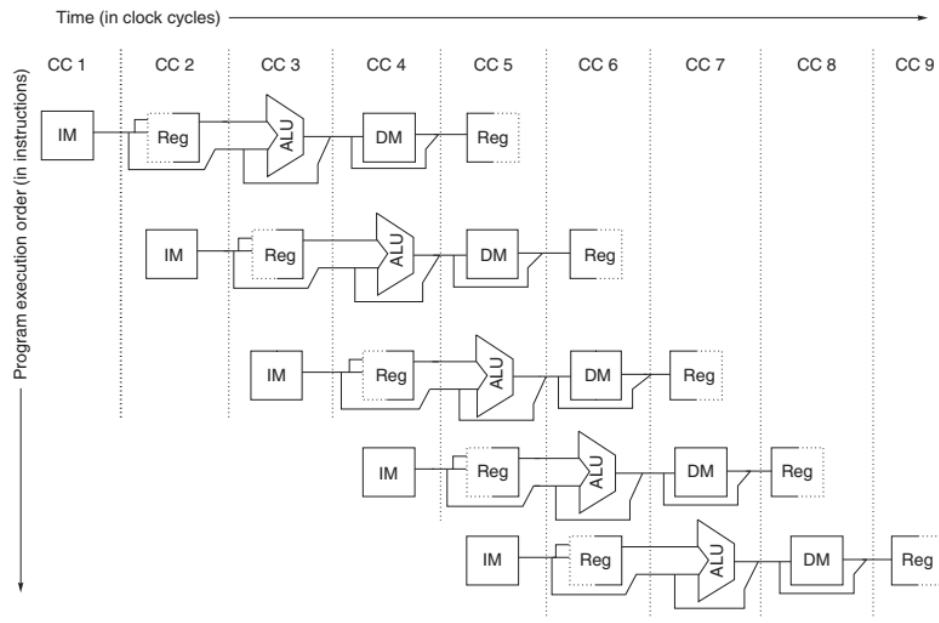 Time (in clock cycles)
CC 1 CC 2 CC 3 CC 4 CC 5 CC 6 CC 7 CC 8 CC 9
Program execution order (in instructions)
IM Reg ALU DM Reg
IM Reg ALU DM Reg
IM Reg ALU DM Reg
IM Reg ALU DM Reg
IM Reg ALU DM Reg